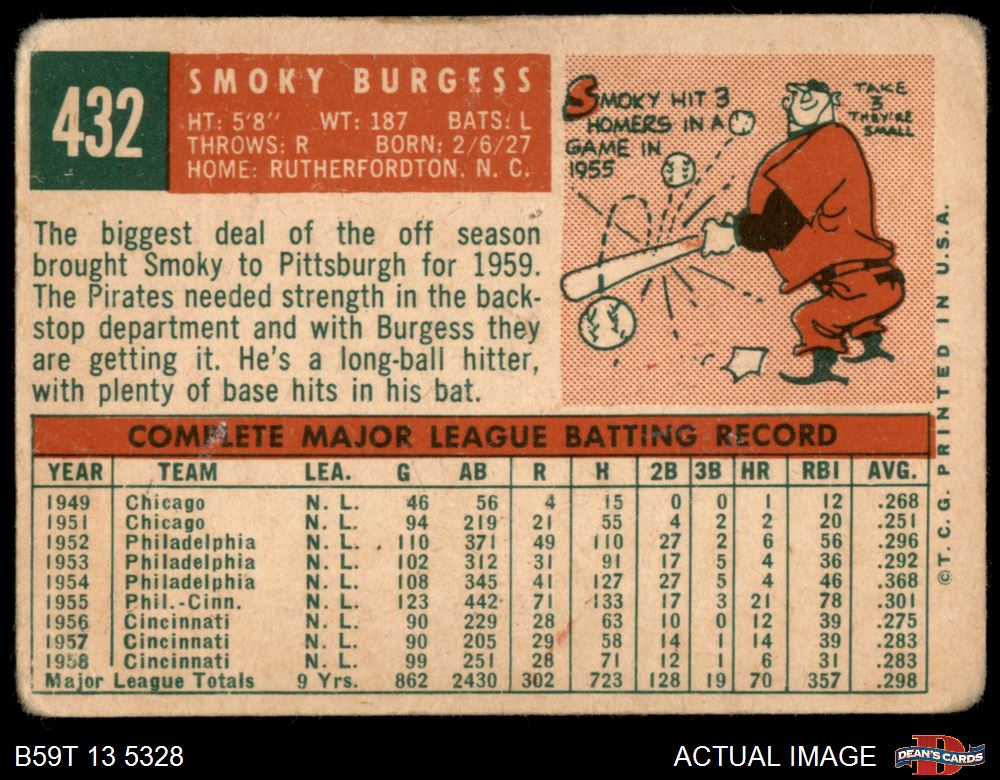 432
SMOKY BURGESS
HT: 5'8" WT: 187 BATS: L
THROWS: R BORN: 2/6/27
HOME: RUTHERFORDTON, N. C.
SMOKY HIT 3
HOMERS IN A
GAME IN
1955
TAKE
3
THEY'RE
SMALL
The biggest deal of the off season
brought Smoky to Pittsburgh for 1959.
The Pirates needed strength in the back-
stop department and with Burgess they
are getting it. He's a long-ball hitter,
with plenty of base hits in his bat.
COMPLETE MAJOR LEAGUE BATTING RECORD
YEAR TEAM LEA. G AB R H 2B 3B HR RBI AVG.
1949 Chicago N. L. 46 56 4 15 0 0 1 12 .268
1951 Chicago N. L. 94 219 21 55 4 2 2 20 .251
1952 Philadelphia N. L. 110 371 49 110 27 2 6 56 .296
1953 Philadelphia N. L. 102 312 31 91 17 5 4 36 .292
1954 Philadelphia N. L. 108 345 41 127 27 5 4 46 .368
1955 Phil.-Cinn. N. L. 123 442 71 133 17 3 21 78 .301
1956 Cincinnati N. L. 90 229 28 63 10 0 12 39 .275
1957 Cincinnati N. L. 90 205 29 58 14 1 14 39 .283
1958 Cincinnati N. L. 99 251 28 71 12 1 6 31 .283
Major League Totals 9 Yrs. 862 2430 302 723 128 19 70 357 .298
©T. C. G. PRINTED IN U.S.A.
B59T 13 5328
ACTUAL IMAGE
D
DEAN'S CARDS